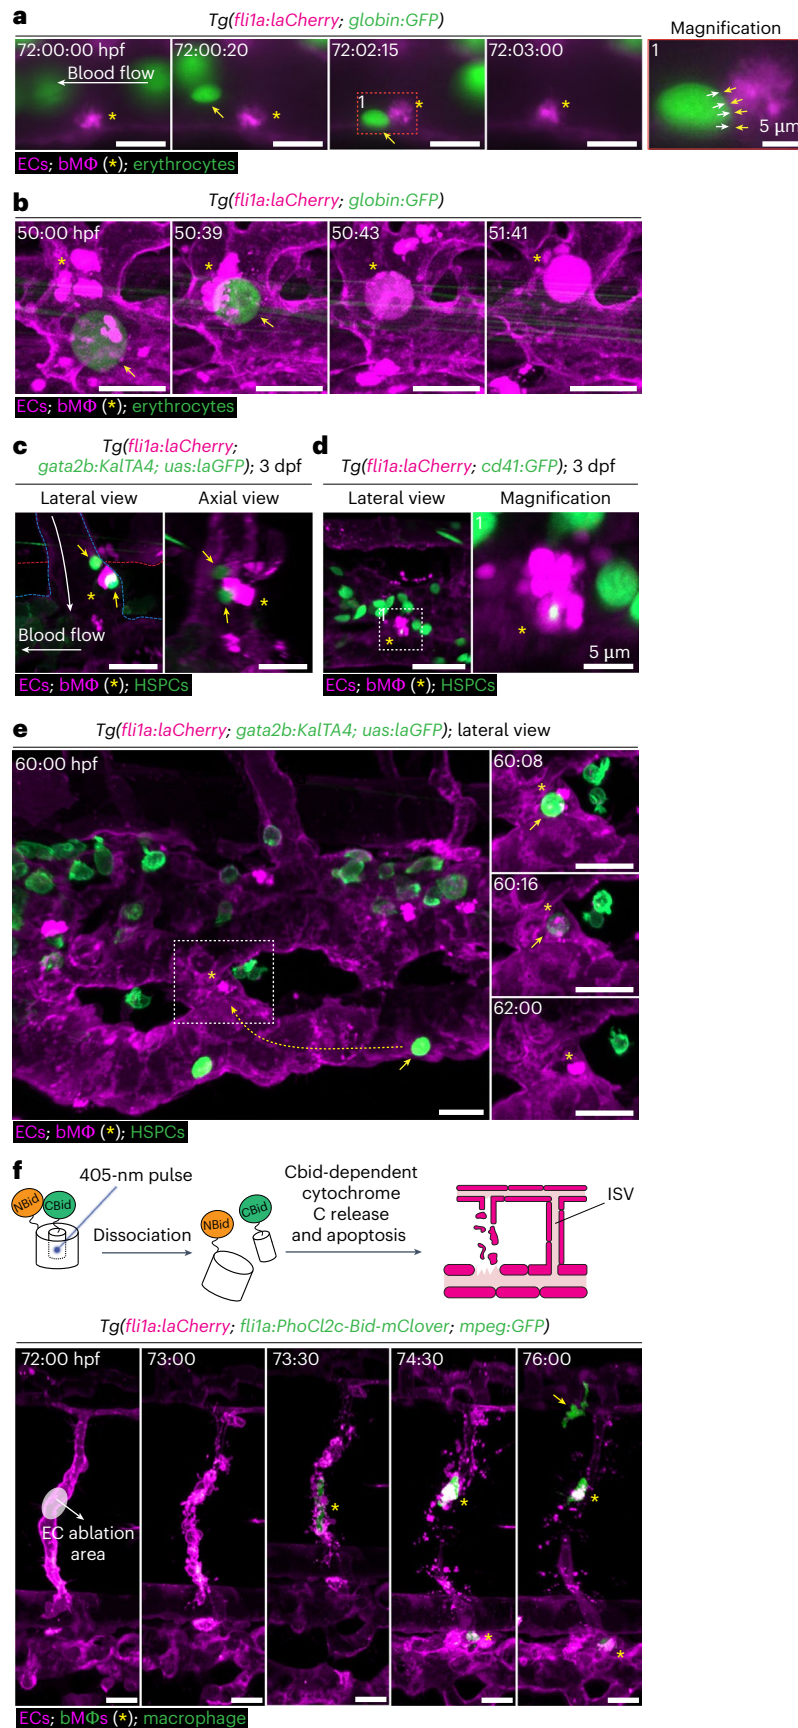 a
Tg(fli1a:laCherry; globin:GFP)
Magnification
72:00:00 hpf
72:00:20
72:02:15
72:03:00
1
Blood flow
*
*
1
*
*
5 µm
ECs; bMΦ (*); erythrocytes
b
Tg(fli1a:laCherry; globin:GFP)
50:00 hpf
50:39
50:43
51:41
*
*
*
*
ECs; bMΦ (*); erythrocytes
c
Tg(fli1a:laCherry;
gata2b:KalTA4; uas:laGFP); 3 dpf
Lateral view
Axial view
*
*
Blood flow
ECs; bMΦ (*); HSPCs
d
Tg(fli1a:laCherry; cd41:GFP); 3 dpf
Lateral view
Magnification
1
1
*
*
5 µm
ECs; bMΦ (*); HSPCs
e
Tg(fli1a:laCherry; gata2b:KalTA4; uas:laGFP); lateral view
60:00 hpf
*
60:08
*
60:16
*
62:00
*
ECs; bMΦ (*); HSPCs
f
405-nm pulse
NBid
CBid
Dissociation
NBid
CBid
Cbid-dependent
cytochrome
C release
and apoptosis
ISV
Tg(fli1a:laCherry; fli1a:PhoCl2c-Bid-mClover; mpeg:GFP)
72:00 hpf
73:00
73:30
74:30
76:00
EC ablation
area
*
*
*
*
*
ECs; bMΦs (*); macrophage